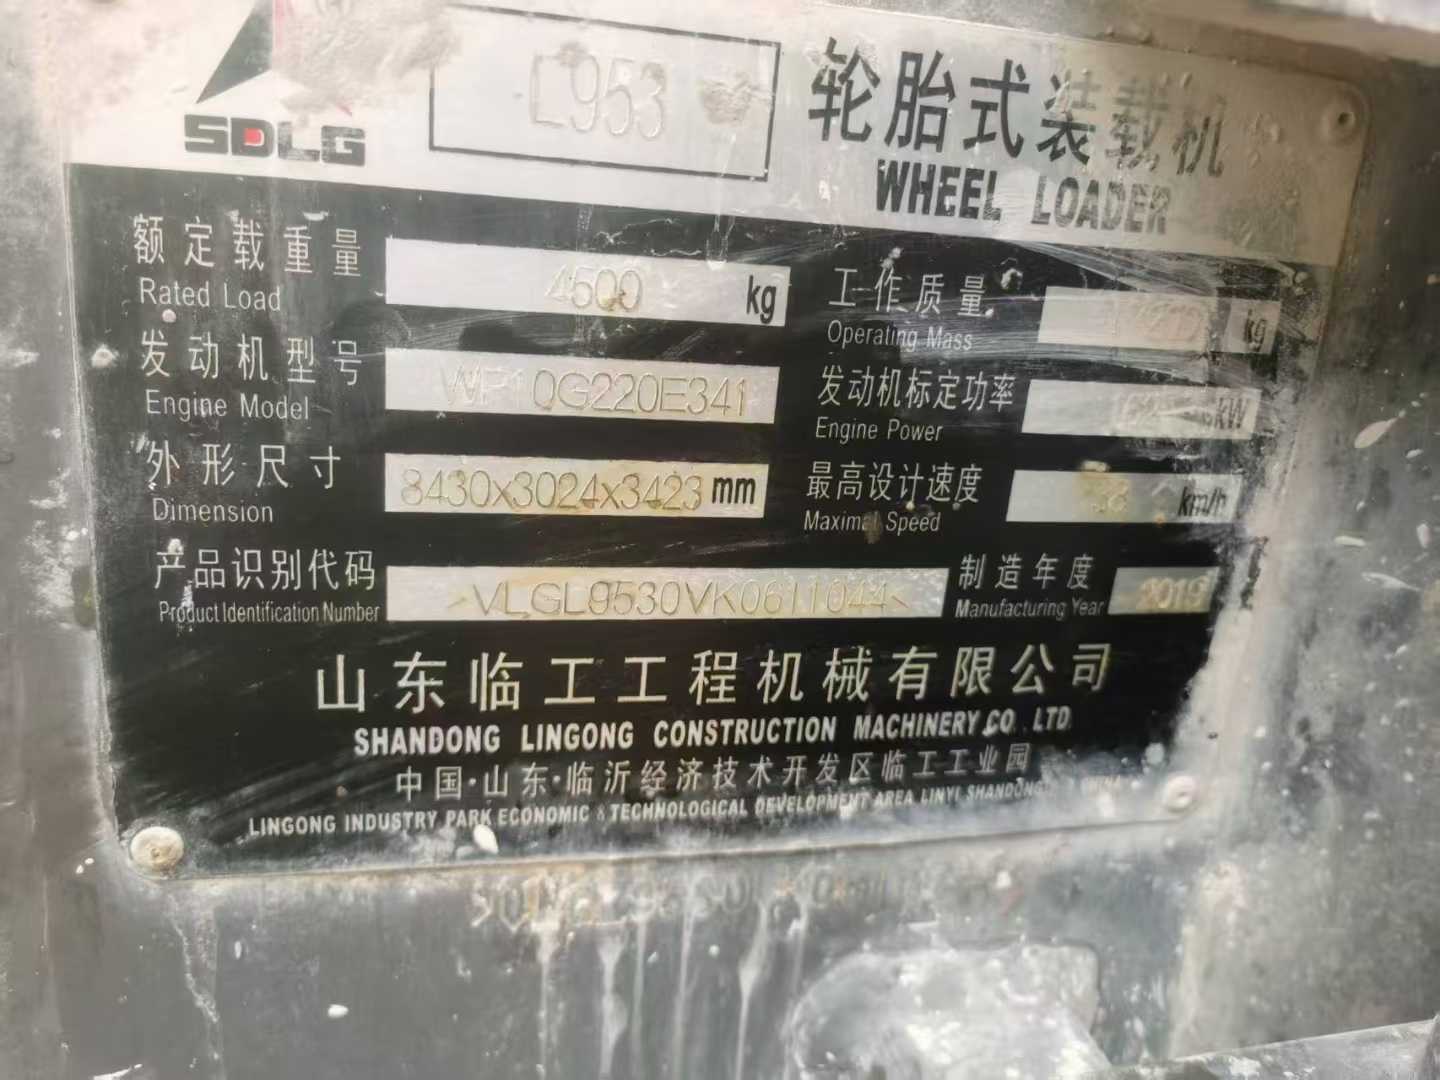 SDLG
L953
轮胎式装载机
WHEEL LOADER
额定载重量 4500 kg
Rated Load
工作质量 kg
Operating Mass
发动机型号 WP10G220E341
Engine Model
发动机标定功率 kW
Engine Power
外形尺寸 8430x3024x3423 mm
Dimension
最高设计速度 38 km/h
Maximal Speed
产品识别代码 VLGL9530VK0611044
Product Identification Number
制造年度 2019
Manufacturing Year
山东临工工程机械有限公司
SHANDONG LINGONG CONSTRUCTION MACHINERY CO., LTD
中国·山东·临沂经济技术开发区临工工业园
LINGONG INDUSTRY PARK ECONOMIC & TECHNOLOGICAL DEVELOPMENT AREA LINYI SHANDONG CHINA